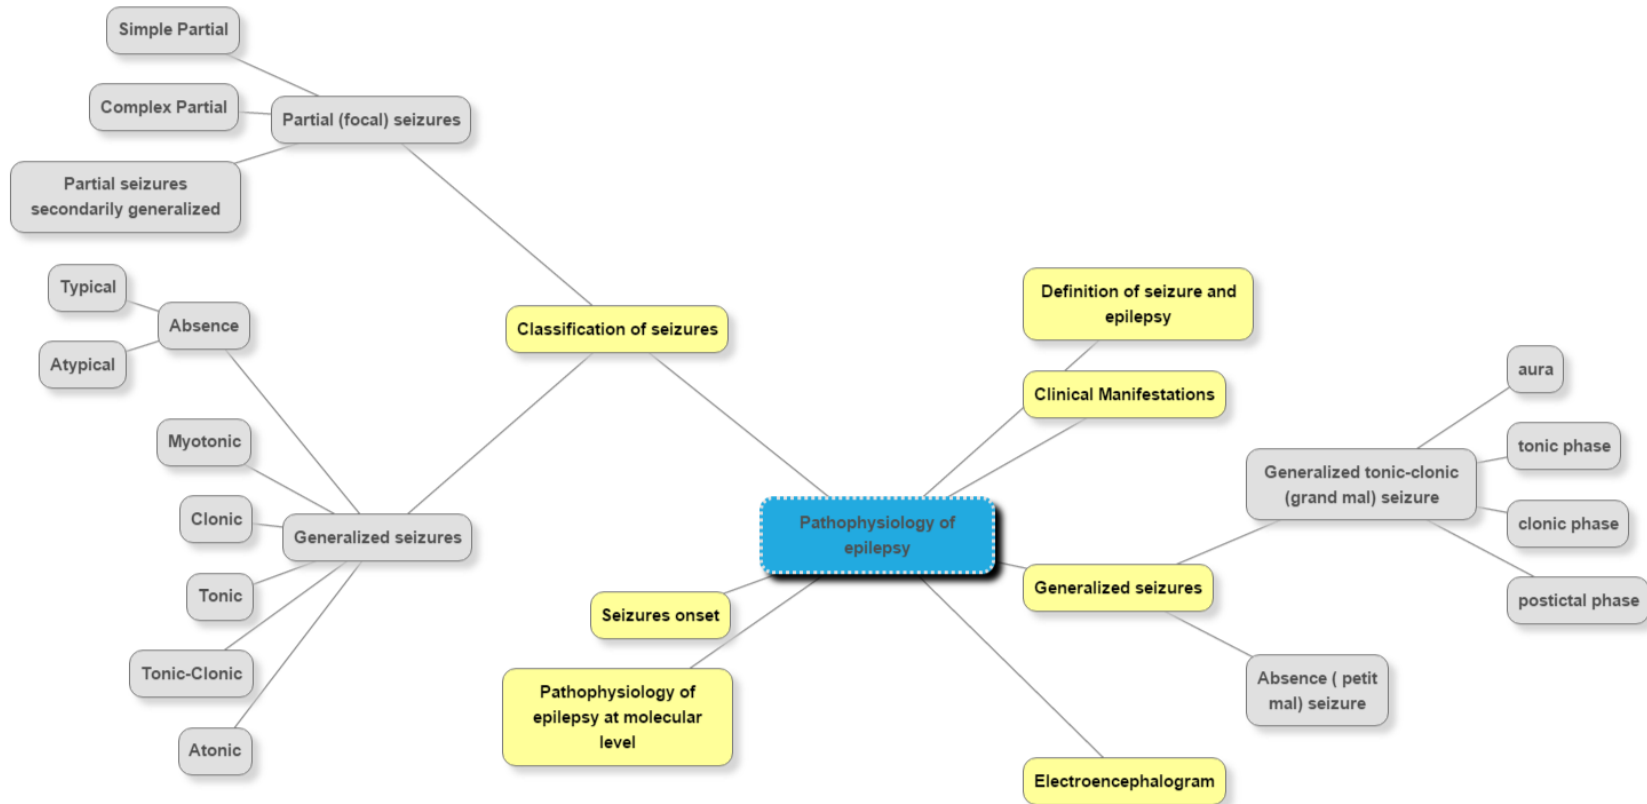 Simple Partial
Complex Partial
Partial (focal) seizures
Partial seizures
secondarily generalized
Typical
Absence
Atypical
Classification of seizures
Myotonic
Clonic
Generalized seizures
Tonic
Tonic-Clonic
Atonic
Definition of seizure and
epilepsy
Clinical Manifestations
Pathophysiology of
epilepsy
Seizures onset
Pathophysiology of
epilepsy at molecular
level
Generalized seizures
Electroencephalogram
Generalized tonic-clonic
(grand mal) seizure
aura
tonic phase
clonic phase
postictal phase
Absence ( petit
mal) seizure